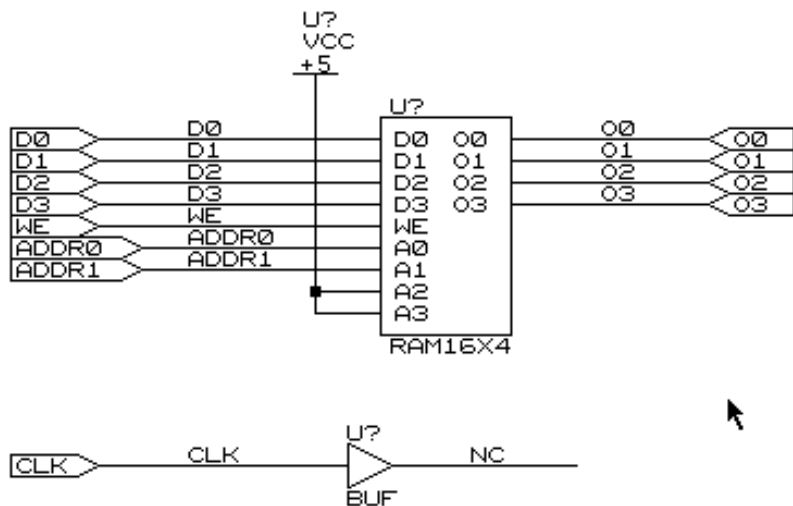 U?
VCC
+5
U?
D0 D0 D0 O0 O0 O0
D1 D1 D1 O1 O1 O1
D2 D2 D2 O2 O2 O2
D3 D3 D3 O3 O3 O3
WE WE WE
ADDR0 ADDR0 A0
ADDR1 ADDR1 A1
A2
A3
RAM16X4
U?
CLK CLK NC
BUF